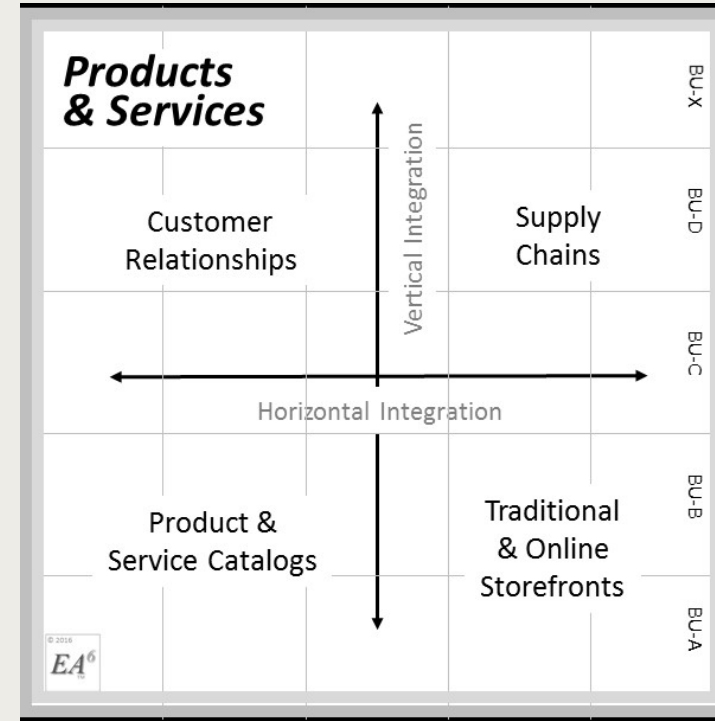 Products
& Services
BU-X
Vertical Integration
Customer
Relationships
Supply
Chains
BU-D
BU-C
Horizontal Integration
Product &
Service Catalogs
Traditional
& Online
Storefronts
BU-B
BU-A
© 2016
EA⁶